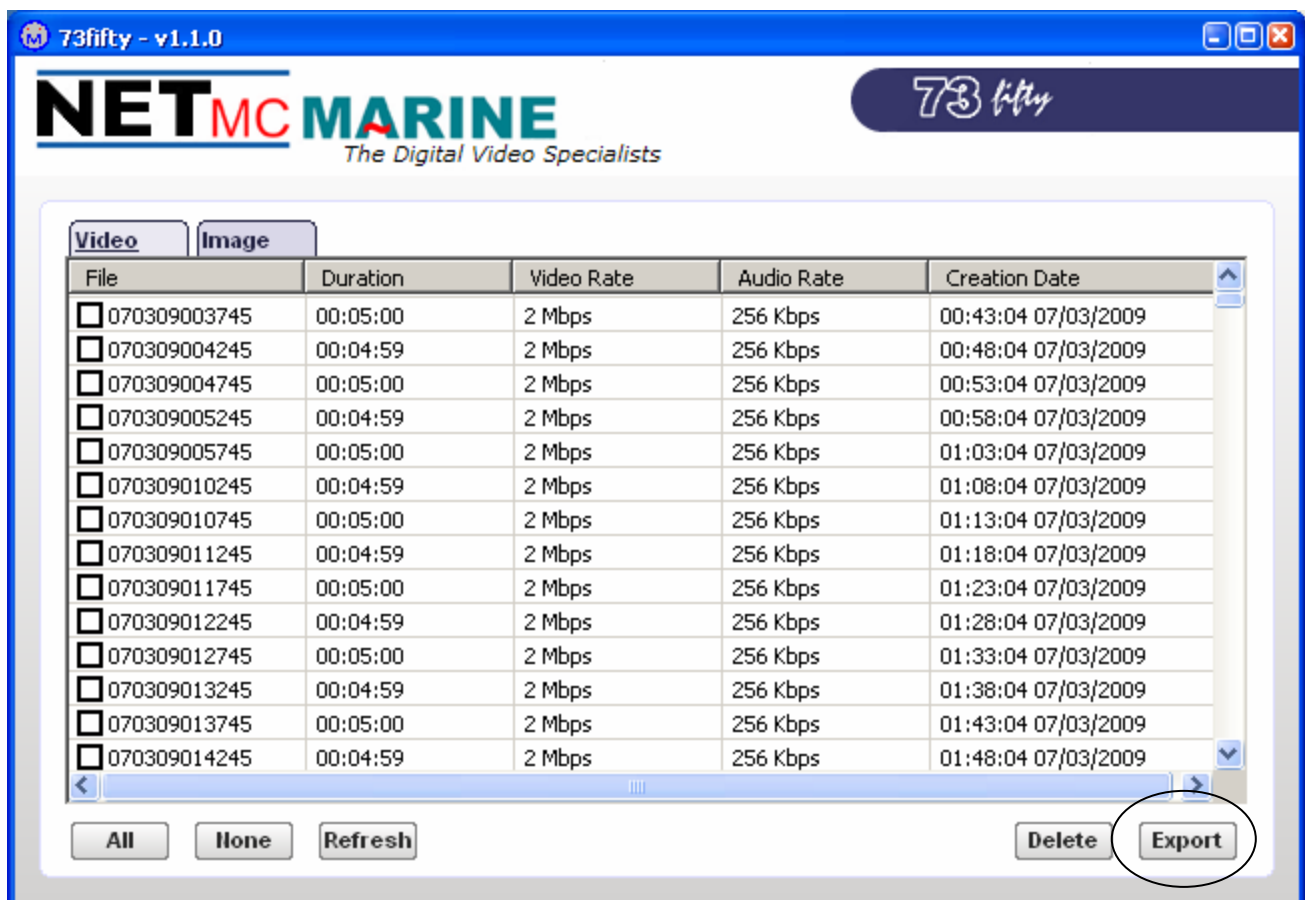 73fifty - v1.1.0
NETMC MARINE
The Digital Video Specialists
73 fifty
Video Image
File Duration Video Rate Audio Rate Creation Date
070309003745 00:05:00 2 Mbps 256 Kbps 00:43:04 07/03/2009
070309004245 00:04:59 2 Mbps 256 Kbps 00:48:04 07/03/2009
070309004745 00:05:00 2 Mbps 256 Kbps 00:53:04 07/03/2009
070309005245 00:04:59 2 Mbps 256 Kbps 00:58:04 07/03/2009
070309005745 00:05:00 2 Mbps 256 Kbps 01:03:04 07/03/2009
070309010245 00:04:59 2 Mbps 256 Kbps 01:08:04 07/03/2009
070309010745 00:05:00 2 Mbps 256 Kbps 01:13:04 07/03/2009
070309011245 00:04:59 2 Mbps 256 Kbps 01:18:04 07/03/2009
070309011745 00:05:00 2 Mbps 256 Kbps 01:23:04 07/03/2009
070309012245 00:04:59 2 Mbps 256 Kbps 01:28:04 07/03/2009
070309012745 00:05:00 2 Mbps 256 Kbps 01:33:04 07/03/2009
070309013245 00:04:59 2 Mbps 256 Kbps 01:38:04 07/03/2009
070309013745 00:05:00 2 Mbps 256 Kbps 01:43:04 07/03/2009
070309014245 00:04:59 2 Mbps 256 Kbps 01:48:04 07/03/2009
All None Refresh Delete Export